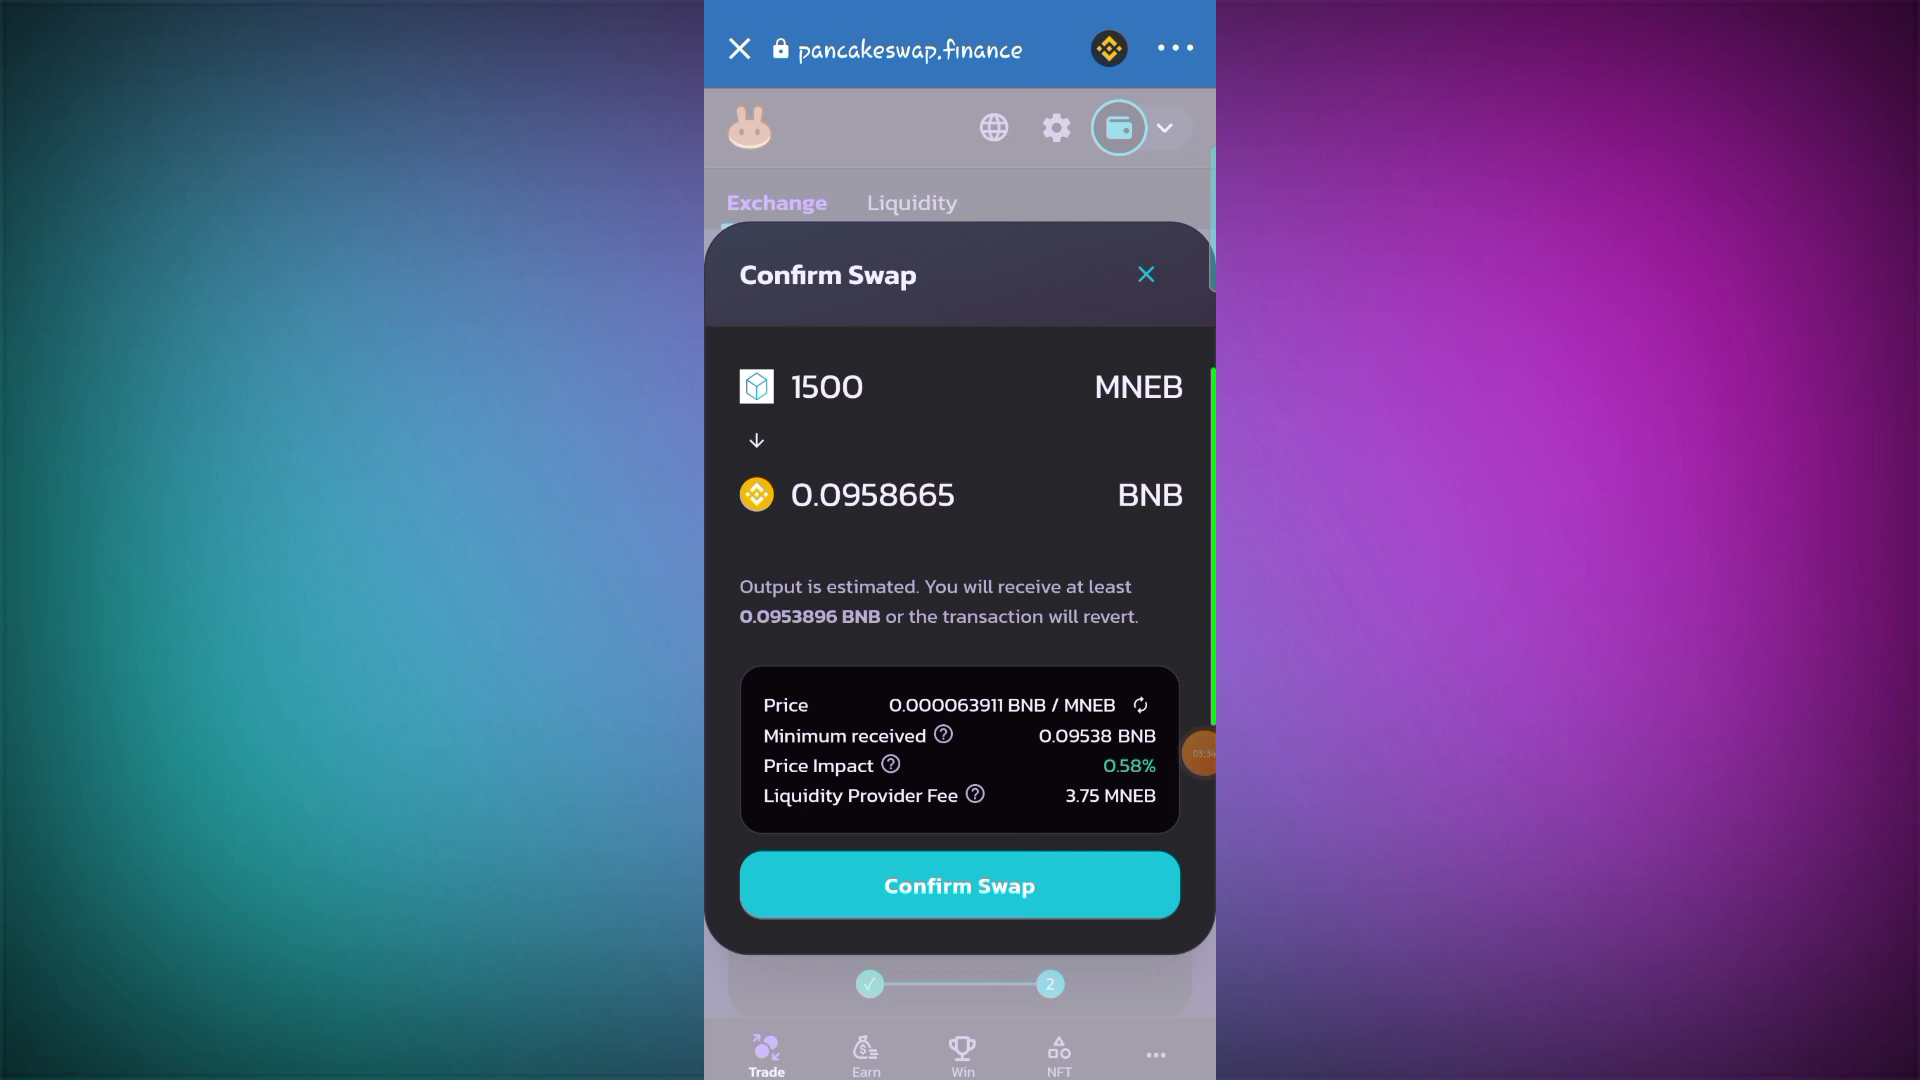 pancakeswap.finance
Exchange Liquidity
Confirm Swap
1500 MNEB
0.0958665 BNB
Output is estimated. You will receive at least
0.0953896 BNB or the transaction will revert.
Price 0.000063911 BNB / MNEB
Minimum received ? 0.09538 BNB
Price Impact ? 0.58%
Liquidity Provider Fee ? 3.75 MNEB
03:34
Confirm Swap
2
Trade Earn Win NFT